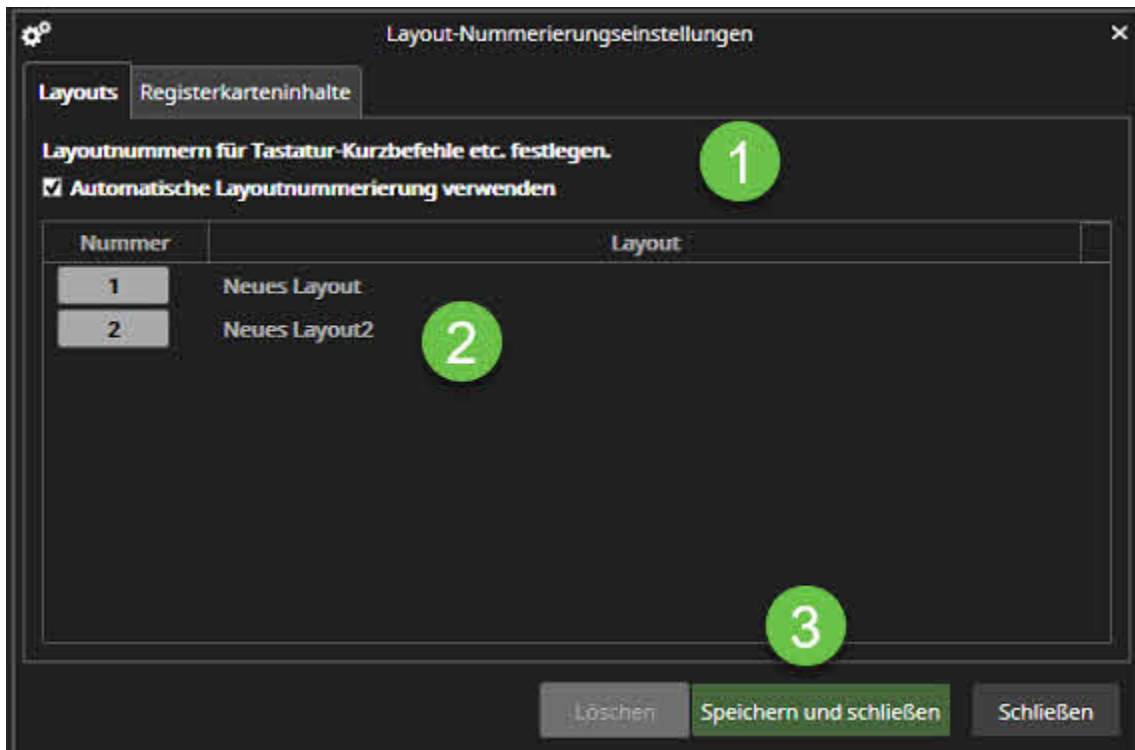 Layout-Nummerierungseinstellungen
Layouts Registerkarteninhalte
Layoutnummern für Tastatur-Kurzbefehle etc. festlegen.
1
Automatische Layoutnummerierung verwenden
Nummer Layout
1 Neues Layout
2 Neues Layout2
2
3
Löschen Speichern und schließen Schließen